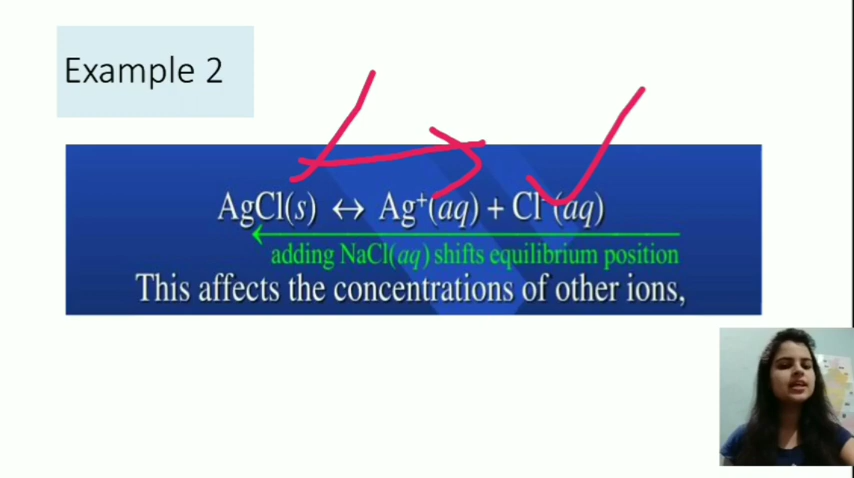 Example 2
AgCl(s) ↔ Ag⁺(aq) + Cl⁻(aq)
adding NaCl(aq) shifts equilibrium position
This affects the concentrations of other ions,